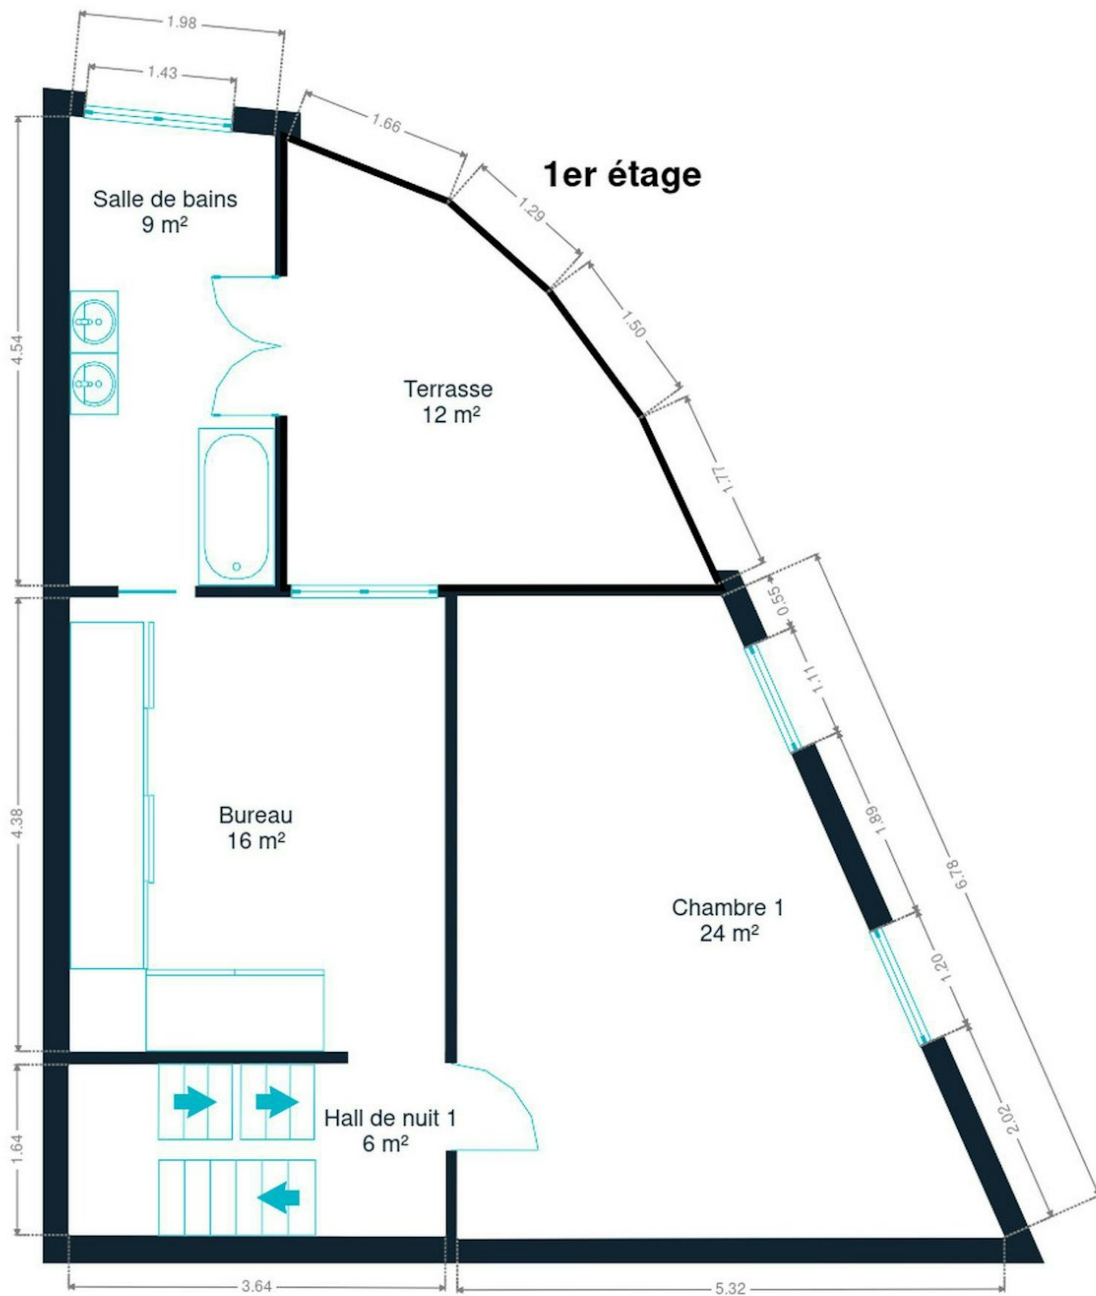 1.98
1.43
1.66
1er étage
1.29
Salle de bains
9 m²
1.50
4.54
Terrasse
12 m²
1.77
0.55
1.11
Bureau
16 m²
4.38
1.89
6.78
Chambre 1
24 m²
1.20
Hall de nuit 1
6 m²
2.02
1.64
3.64
5.32